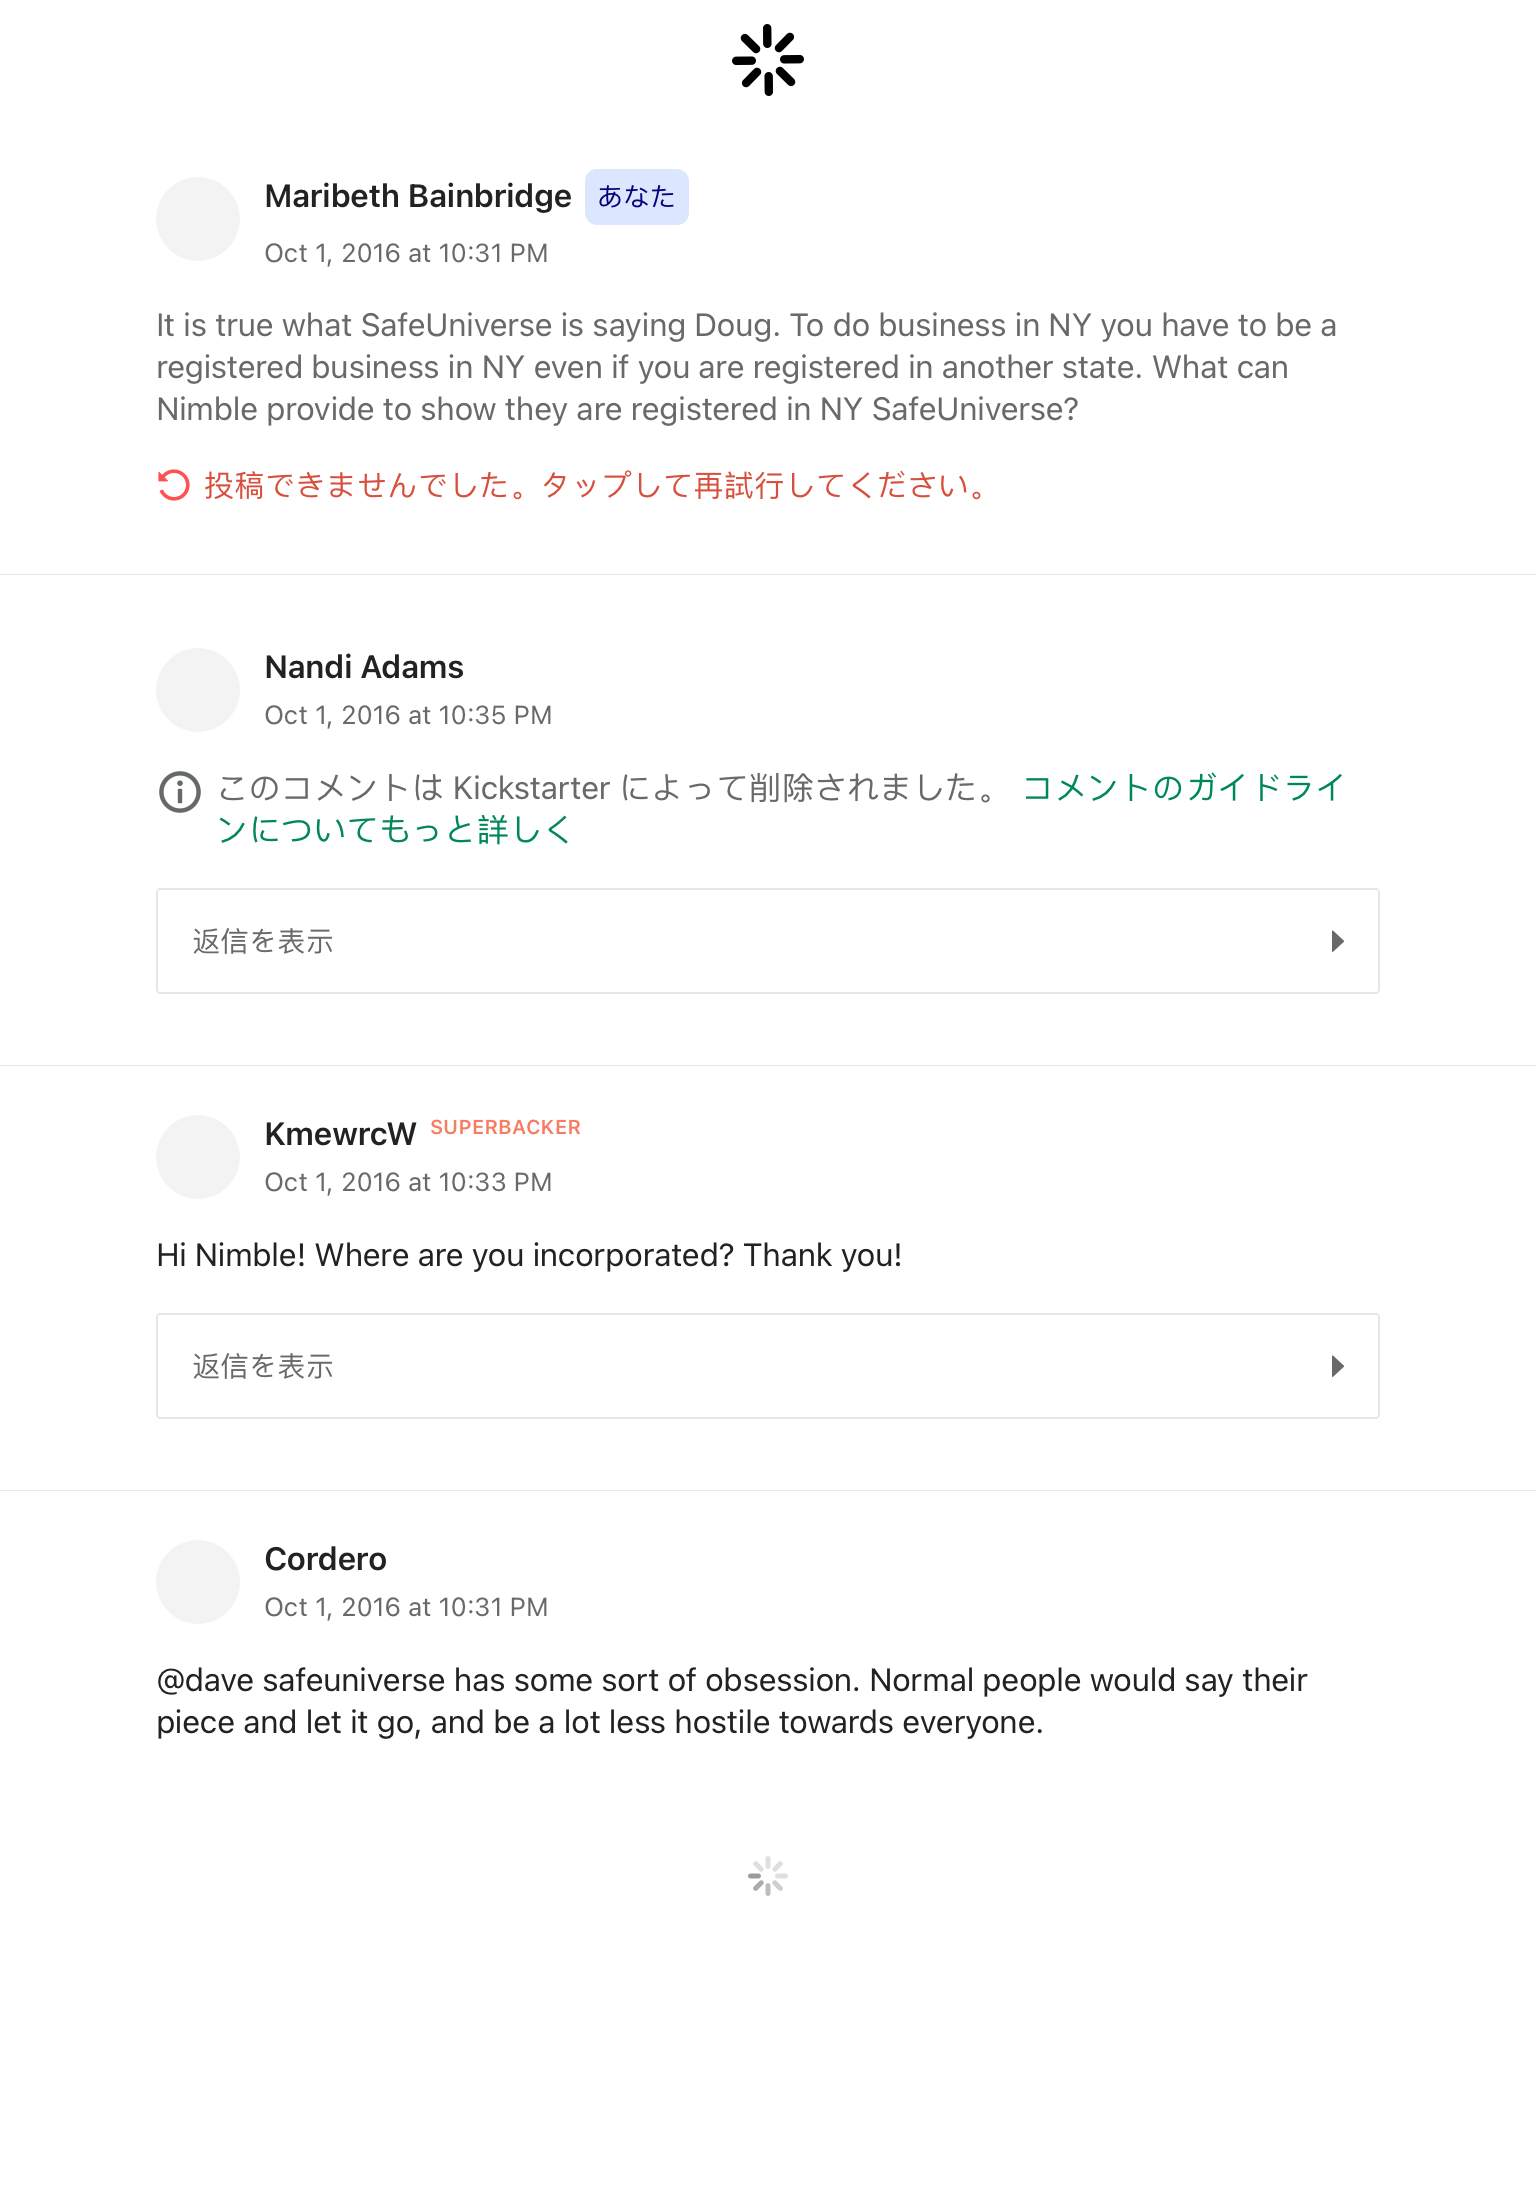 Maribeth Bainbridge あなた
Oct 1, 2016 at 10:31 PM
It is true what SafeUniverse is saying Doug. To do business in NY you have to be a
registered business in NY even if you are registered in another state. What can
Nimble provide to show they are registered in NY SafeUniverse?
投稿できませんでした。タップして再試行してください。
Nandi Adams
Oct 1, 2016 at 10:35 PM
このコメントは Kickstarter によって削除されました。 コメントのガイドライ
ンについてもっと詳しく
返信を表示
KmewrcW SUPERBACKER
Oct 1, 2016 at 10:33 PM
Hi Nimble! Where are you incorporated? Thank you!
返信を表示
Cordero
Oct 1, 2016 at 10:31 PM
@dave safeuniverse has some sort of obsession. Normal people would say their
piece and let it go, and be a lot less hostile towards everyone.